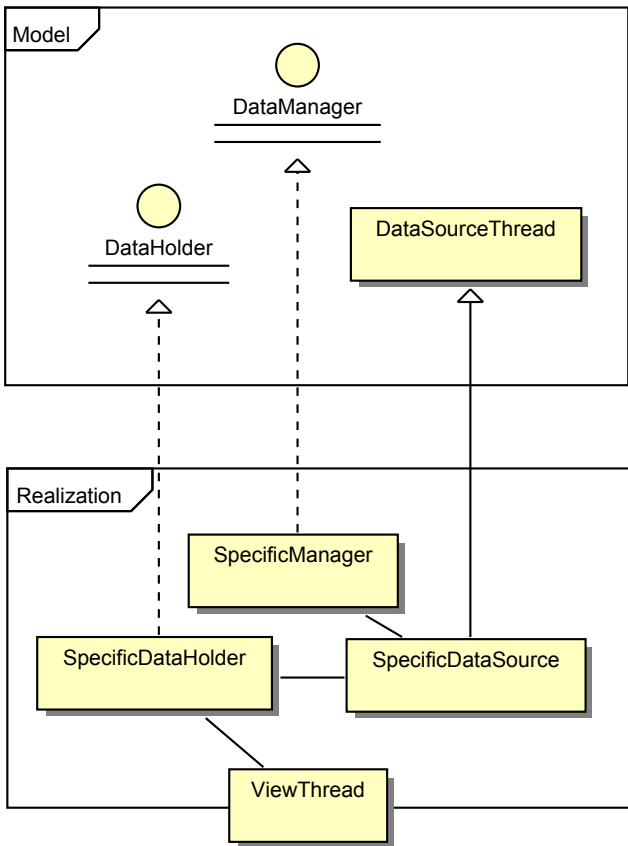 Model
DataManager
DataHolder
DataSourceThread
Realization
SpecificManager
SpecificDataHolder
SpecificDataSource
ViewThread